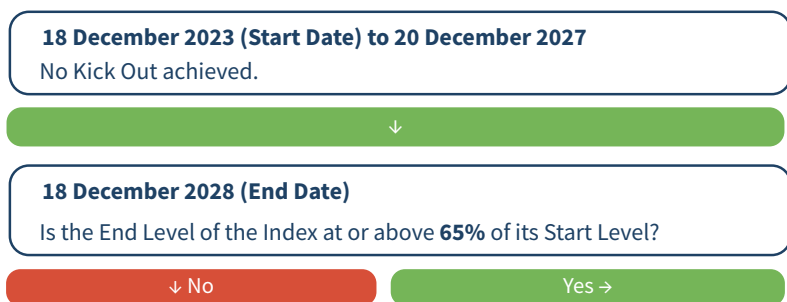 18 December 2023 (Start Date) to 20 December 2027
No Kick Out achieved.
↓
18 December 2028 (End Date)
Is the End Level of the Index at or above 65% of its Start Level?
↓ No
Yes →